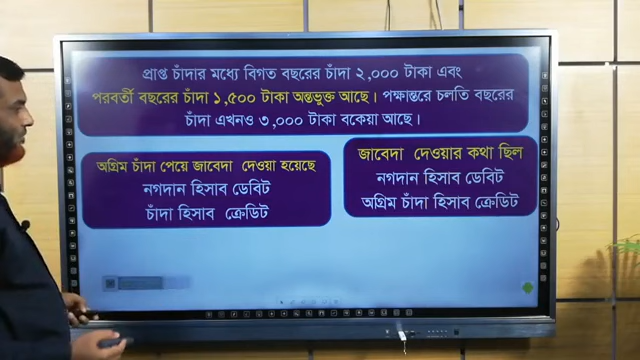 প্রাপ্ত চাঁদার মধ্যে বিগত বছরের চাঁদা ২,০০০ টাকা এবং
পরবর্তী বছরের চাঁদা ১,৫০০ টাকা অন্তভুক্ত আছে। পক্ষান্তরে চলতি বছরের
চাঁদা এখনও ৩,০০০ টাকা বকেয়া আছে।
অগ্রিম চাঁদা পেয়ে জাবেদা দেওয়া হয়েছে
নগদান হিসাব ডেবিট
চাঁদা হিসাব ক্রেডিট
জাবেদা দেওয়ার কথা ছিল
নগদান হিসাব ডেবিট
অগ্রিম চাঁদা হিসাব ক্রেডিট